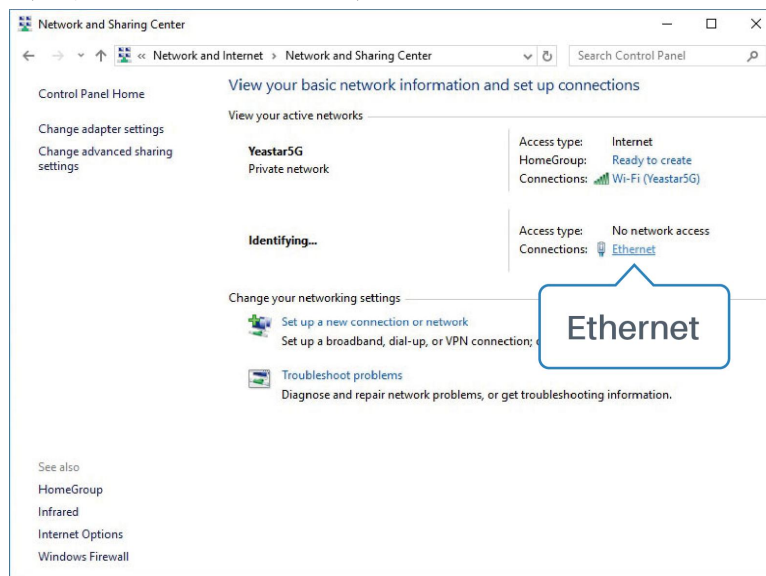 Network and Sharing Center
« Network and Internet > Network and Sharing Center
Search Control Panel
Control Panel Home
Change adapter settings
Change advanced sharing
settings
View your basic network information and set up connections
View your active networks
Yeastar5G
Private network
Access type: Internet
HomeGroup: Ready to create
Connections: Wi-Fi (Yeastar5G)
Identifying...
Access type: No network access
Connections: Ethernet
Ethernet
Change your networking settings
Set up a new connection or network
Set up a broadband, dial-up, or VPN connection;
Troubleshoot problems
Diagnose and repair network problems, or get troubleshooting information.
See also
HomeGroup
Infrared
Internet Options
Windows Firewall